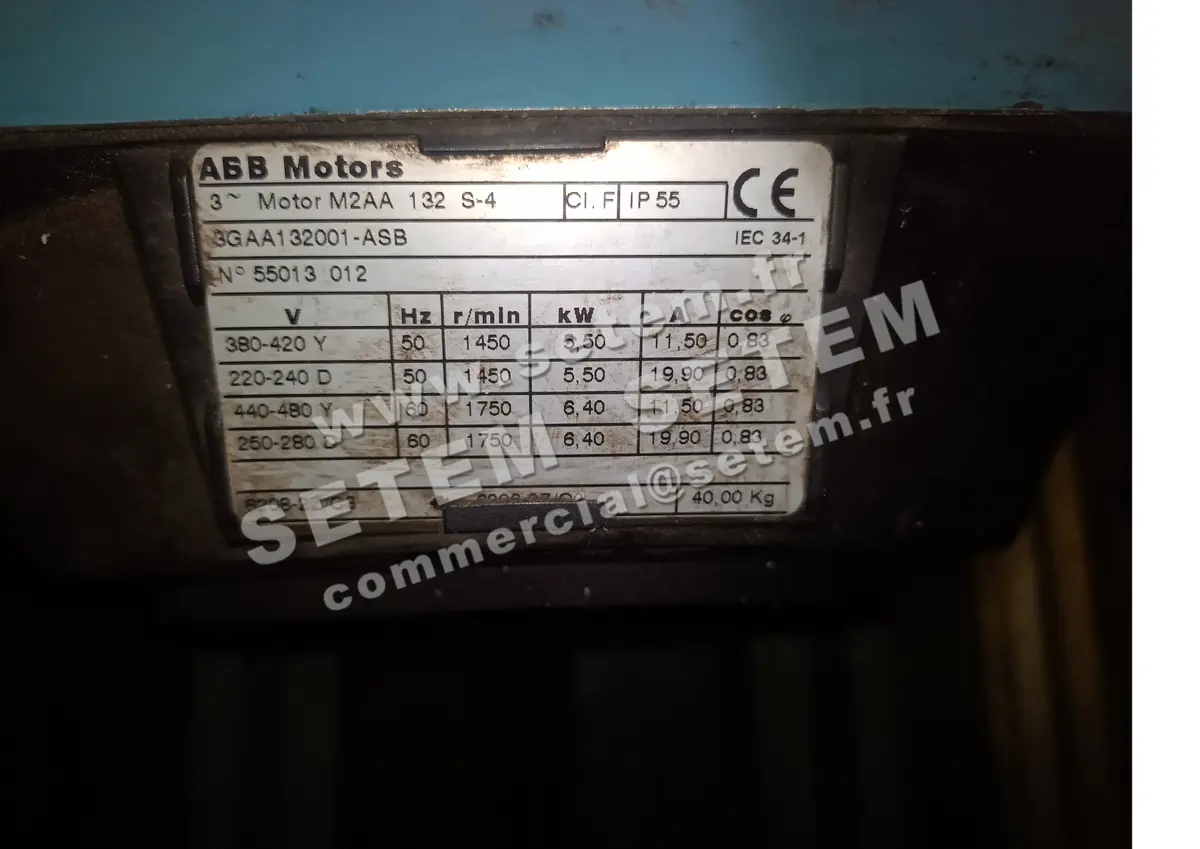 ABB Motors
3~ Motor M2AA 132 S-4 Cl. F IP 55 CE
3GAA132001-ASB IEC 34-1
N° 55013 012
V Hz r/min kW A cos φ
380-420 Y 50 1450 5,50 11,50 0,83
220-240 D 50 1450 5,50 19,90 0,83
440-480 Y 60 1750 6,40 11,50 0,83
250-280 D 60 1750 6,40 19,90 0,83
40,00 Kg
www.setem.fr
SETEM SETEM
commercial@setem.fr